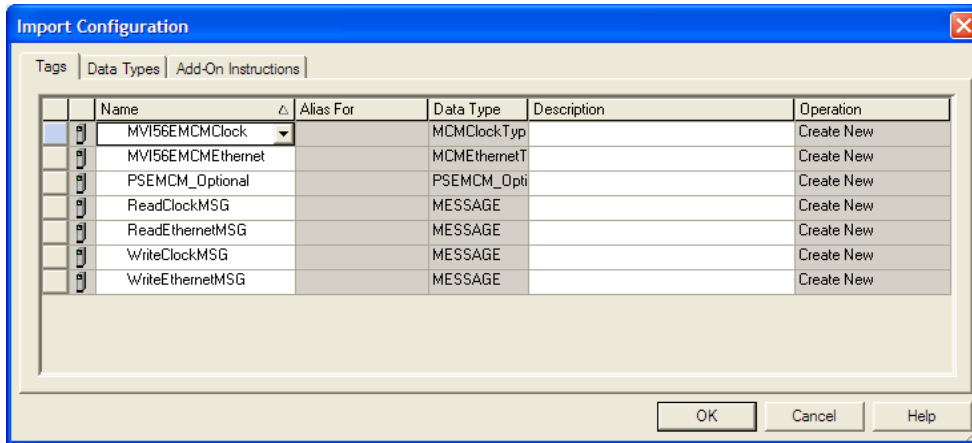 Import Configuration
Tags Data Types Add-On Instructions
Name Alias For Data Type Description Operation
MVI56EMCMClock MCMClockTyp Create New
MVI56EMCMEthernet MCMEthernetT Create New
PSEMCM_Optional PSEMCM_Opti Create New
ReadClockMSG MESSAGE Create New
ReadEthernetMSG MESSAGE Create New
WriteClockMSG MESSAGE Create New
WriteEthernetMSG MESSAGE Create New
OK Cancel Help